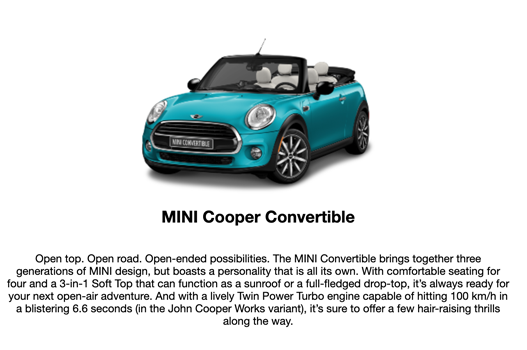 MINI CONVERTIBLE
MINI Cooper Convertible
Open top. Open road. Open-ended possibilities. The MINI Convertible brings together three
generations of MINI design, but boasts a personality that is all its own. With comfortable seating for
four and a 3-in-1 Soft Top that can function as a sunroof or a full-fledged drop-top, it’s always ready for
your next open-air adventure. And with a lively Twin Power Turbo engine capable of hitting 100 km/h in
a blistering 6.6 seconds (in the John Cooper Works variant), it’s sure to offer a few hair-raising thrills
along the way.